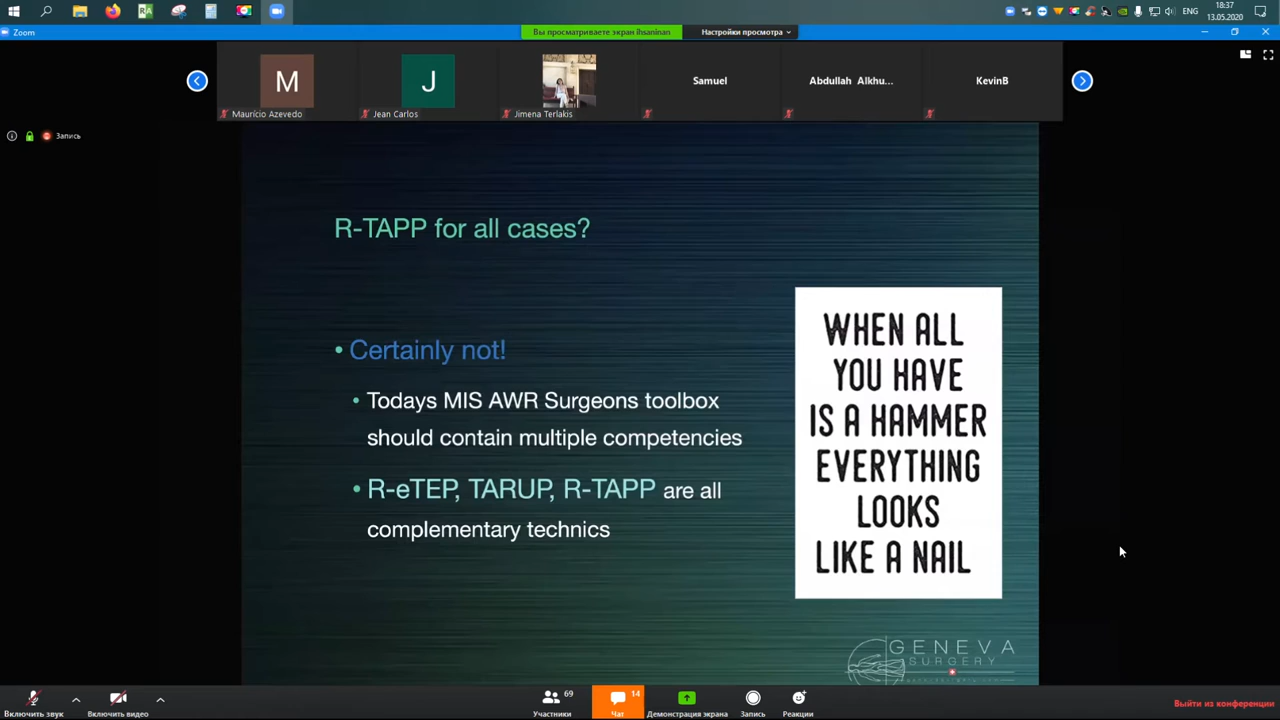 18:37
ENG
13.05.2020
Zoom
Вы просматриваете экран ihsaninan
Настройки просмотра
M
J
Samuel
Abdullah Alkhu...
KevinB
Maurício Azevedo
Jean Carlos
Jimena Terlakis
Запись
R-TAPP for all cases?
• Certainly not!
• Todays MIS AWR Surgeons toolbox
should contain multiple competencies
• R-eTEP, TARUP, R-TAPP are all
complementary technics
WHEN ALL
YOU HAVE
IS A HAMMER
EVERYTHING
LOOKS
LIKE A NAIL
GENEVA
SURGERY
Включить звук
Включить видео
69
Участники
14
Чат
Демонстрация экрана
Запись
Реакции
Выйти из конференции